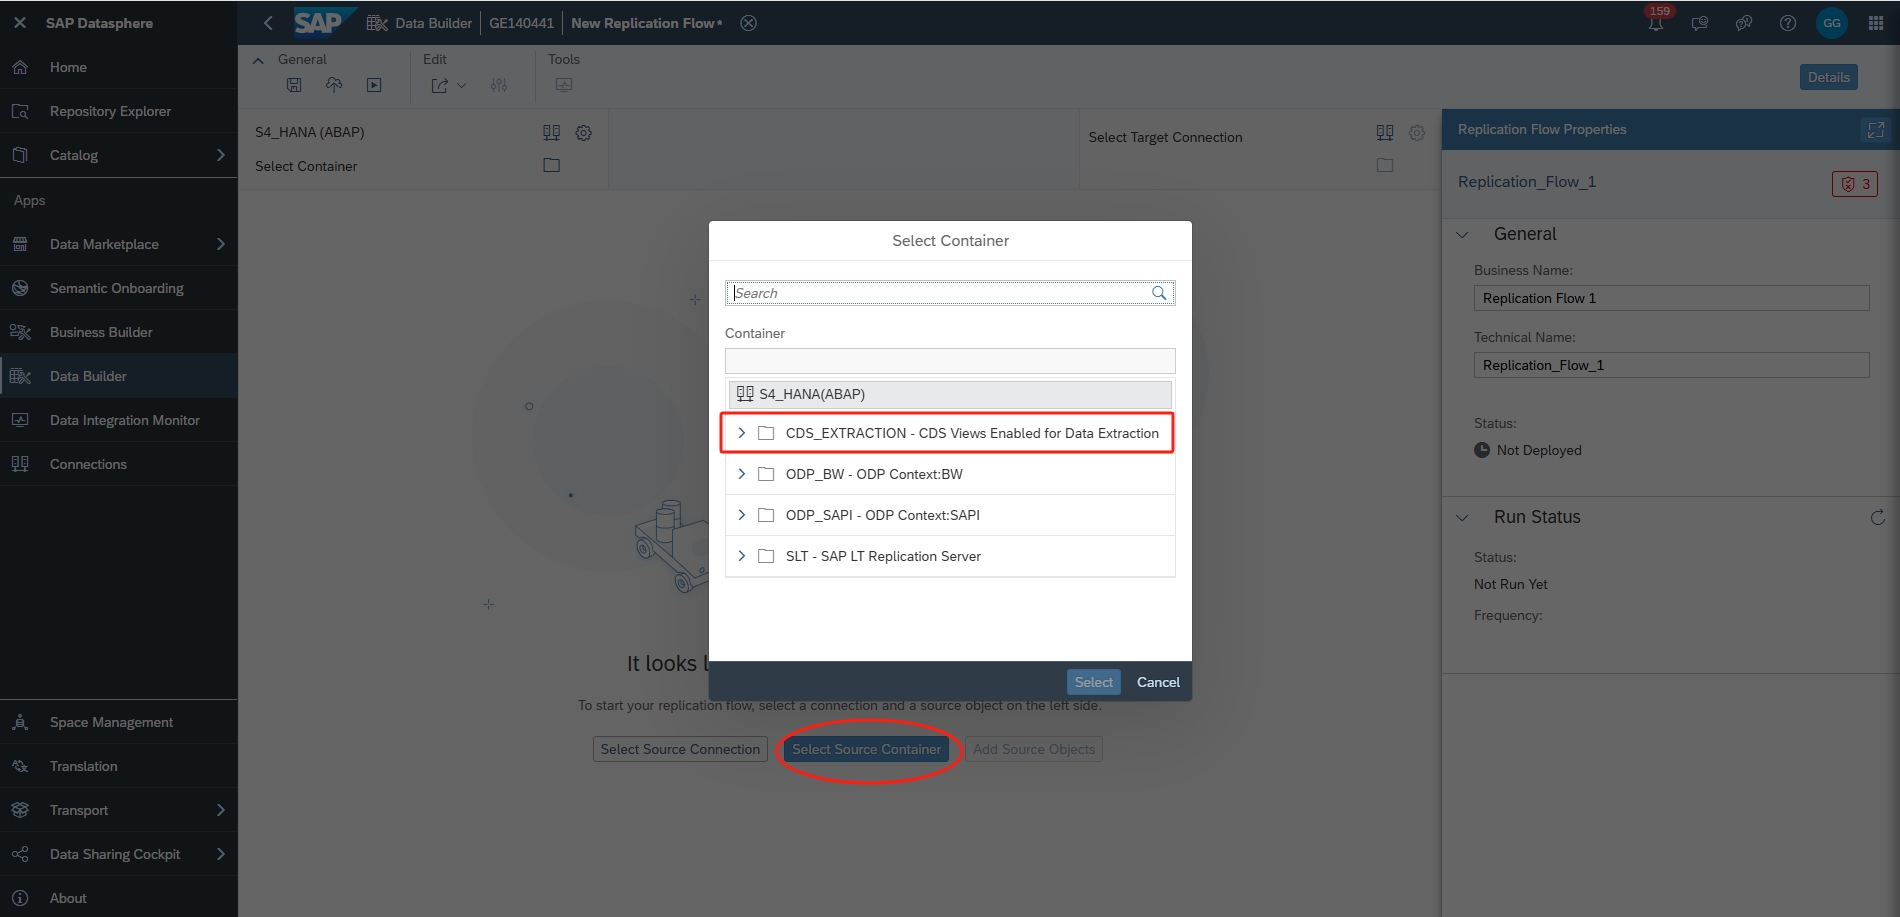 SAP Datasphere
SAP
Data Builder
GE140441
New Replication Flow*
159
GG
Home
Repository Explorer
Catalog
Apps
Data Marketplace
Semantic Onboarding
Business Builder
Data Builder
Data Integration Monitor
Connections
Space Management
Translation
Transport
Data Sharing Cockpit
About
General
Edit
Tools
Details
S4_HANA (ABAP)
Select Container
Select Target Connection
Select Container
Search
Container
S4_HANA(ABAP)
CDS_EXTRACTION - CDS Views Enabled for Data Extraction
ODP_BW - ODP Context:BW
ODP_SAPI - ODP Context:SAPI
SLT - SAP LT Replication Server
Select
Cancel
It looks
To start your replication flow, select a connection and a source object on the left side.
Select Source Connection
Select Source Container
Add Source Objects
Replication Flow Properties
Replication_Flow_1
3
General
Business Name:
Replication Flow 1
Technical Name:
Replication_Flow_1
Status:
Not Deployed
Run Status
Status:
Not Run Yet
Frequency: